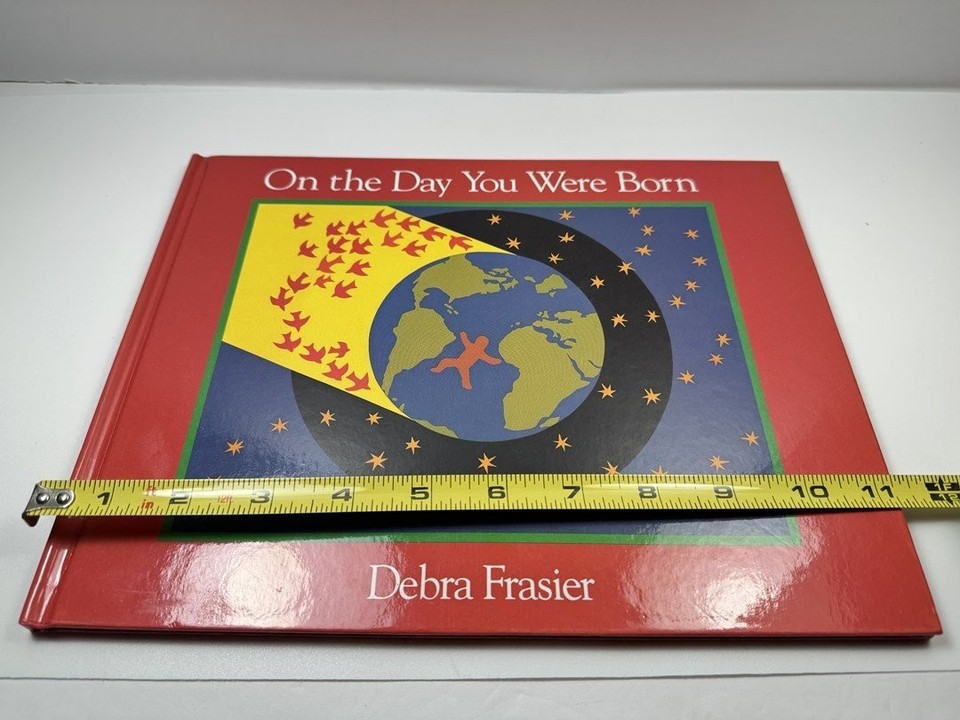 On the Day You Were Born
1 2 3 4 5 6 7 8 9 10 11
Debra Frasier